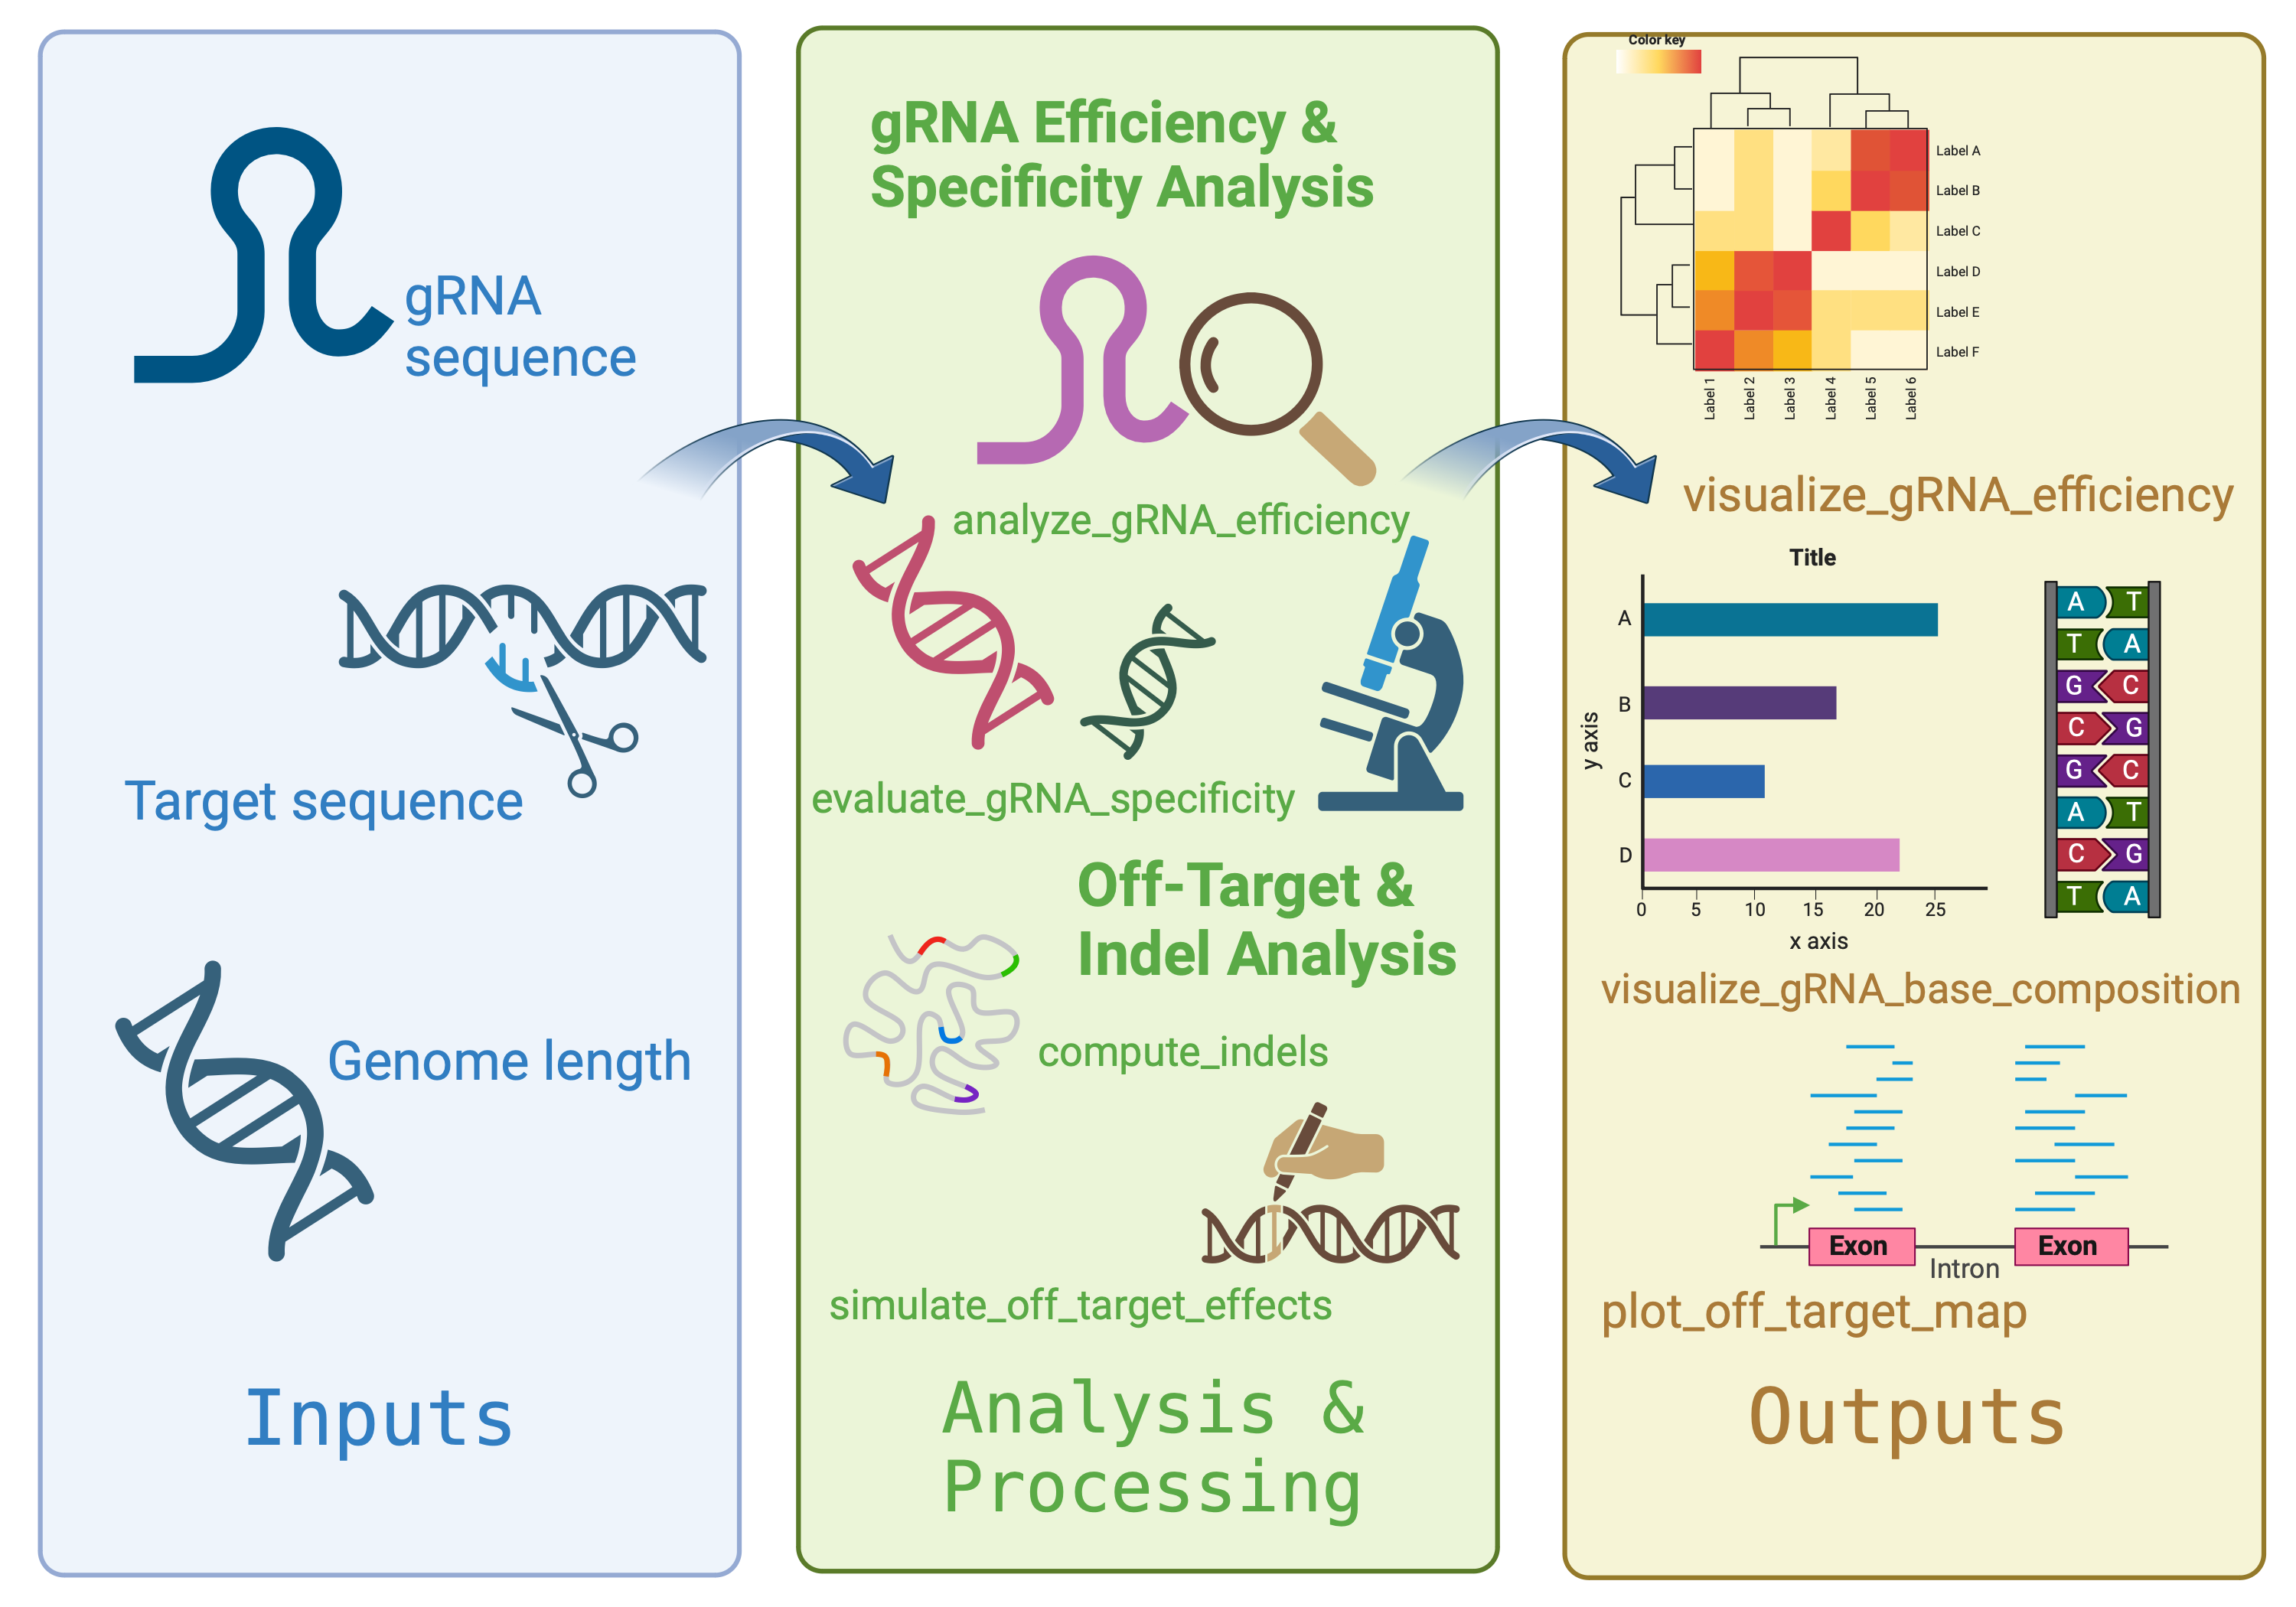 gRNA
sequence
Target sequence
Genome length
Inputs
gRNA Efficiency &
Specificity Analysis
analyze_gRNA_efficiency
evaluate_gRNA_specificity
Off-Target &
Indel Analysis
compute_indels
simulate_off_target_effects
Analysis &
Processing
Color key
Label A
Label B
Label C
Label D
Label E
Label F
Label 1
Label 2
Label 3
Label 4
Label 5
Label 6
visualize_gRNA_efficiency
Title
y axis
A
B
C
D
0 5 10 15 20 25
x axis
A T
T A
G C
C G
G C
A T
C G
T A
visualize_gRNA_base_composition
Exon Exon
Intron
plot_off_target_map
Outputs